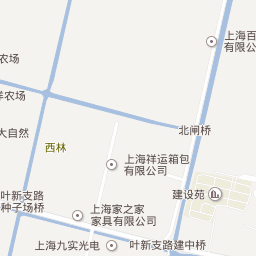 上海百
有限公
农场
羊农场
北闸桥
大自然
西林
上海祥运箱包
有限公司
叶新支路
种子场桥
建设苑
上海家之家
家具有限公司
上海九实光电
叶新支路建中桥